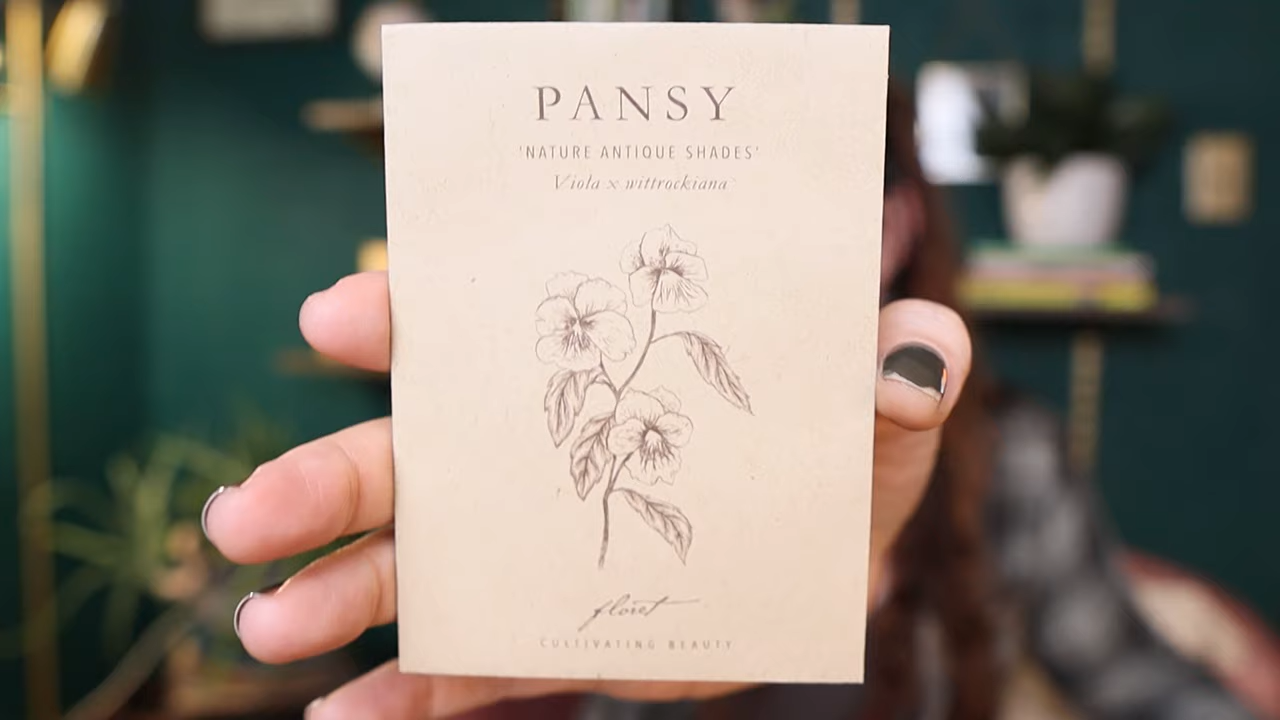 PANSY
'NATURE ANTIQUE SHADES'
Viola x wittrockiana
floret
CULTIVATING BEAUTY